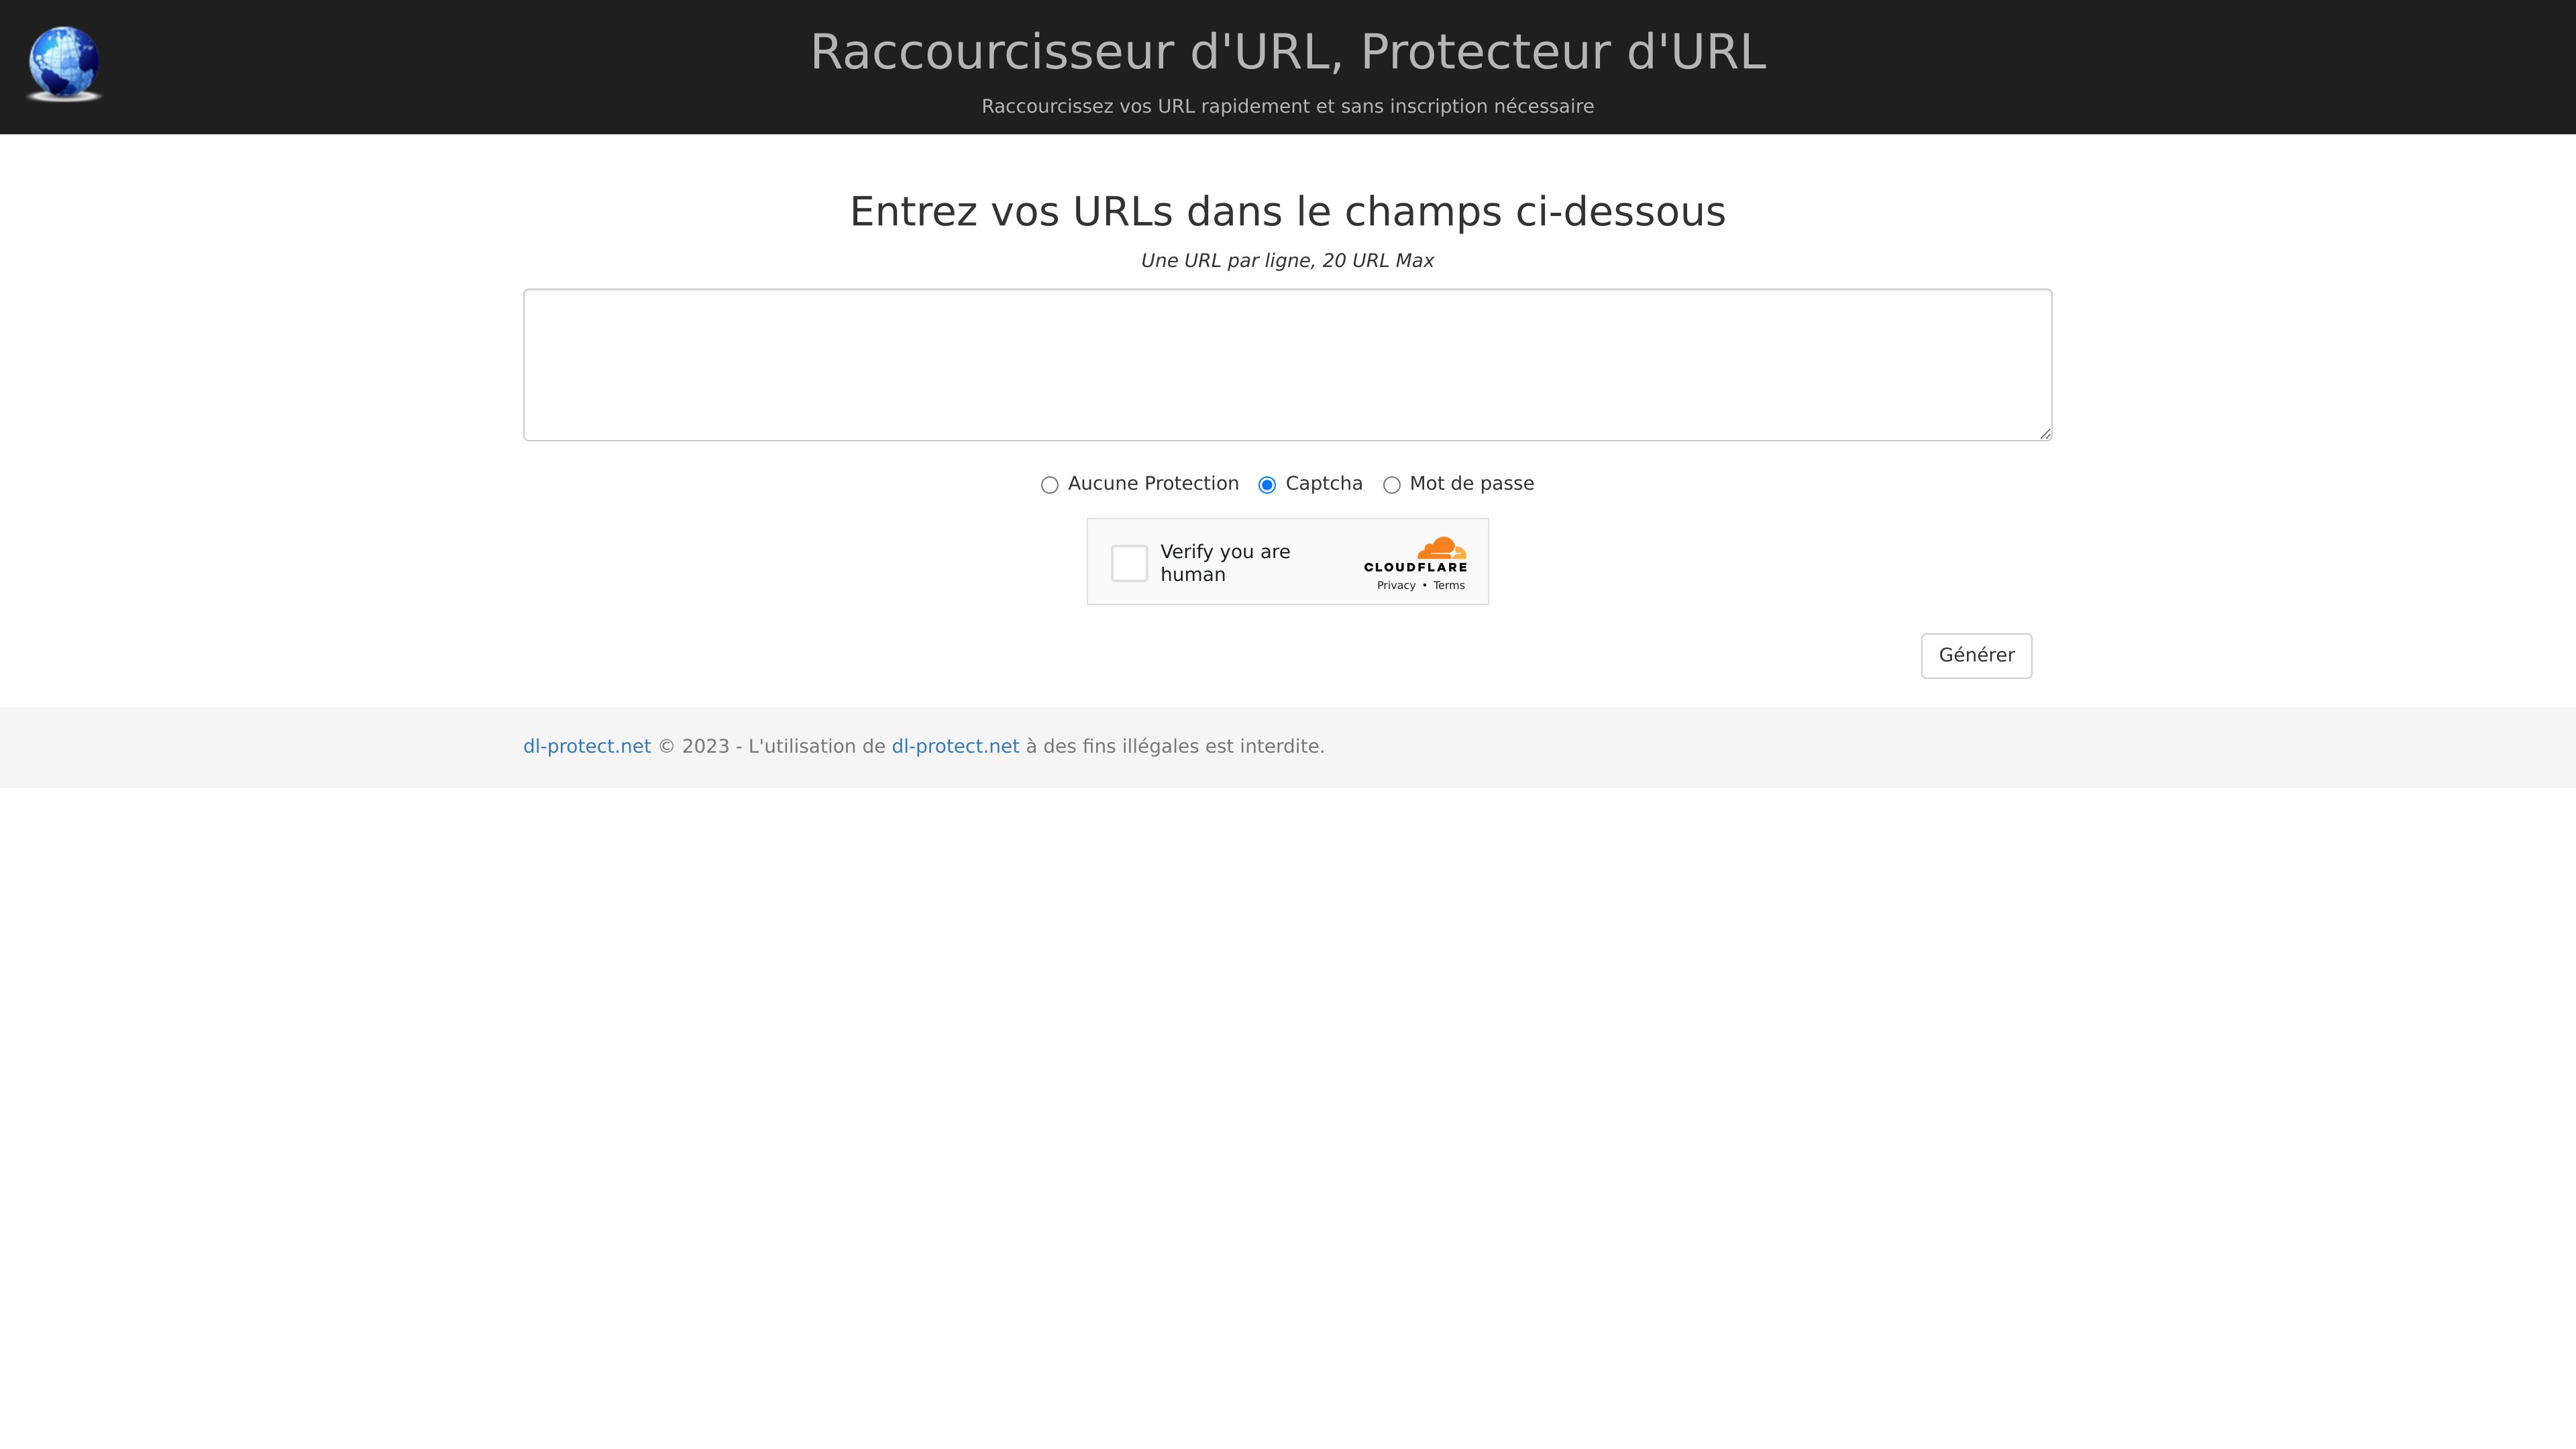 Raccourcisseur d'URL, Protecteur d'URL
Raccourcissez vos URL rapidement et sans inscription nécessaire
Entrez vos URLs dans le champs ci-dessous
Une URL par ligne, 20 URL Max
Aucune Protection Captcha Mot de passe
Verify you are
human
CLOUDFLARE
Privacy • Terms
Générer
dl-protect.net © 2023 - L'utilisation de dl-protect.net à des fins illégales est interdite.